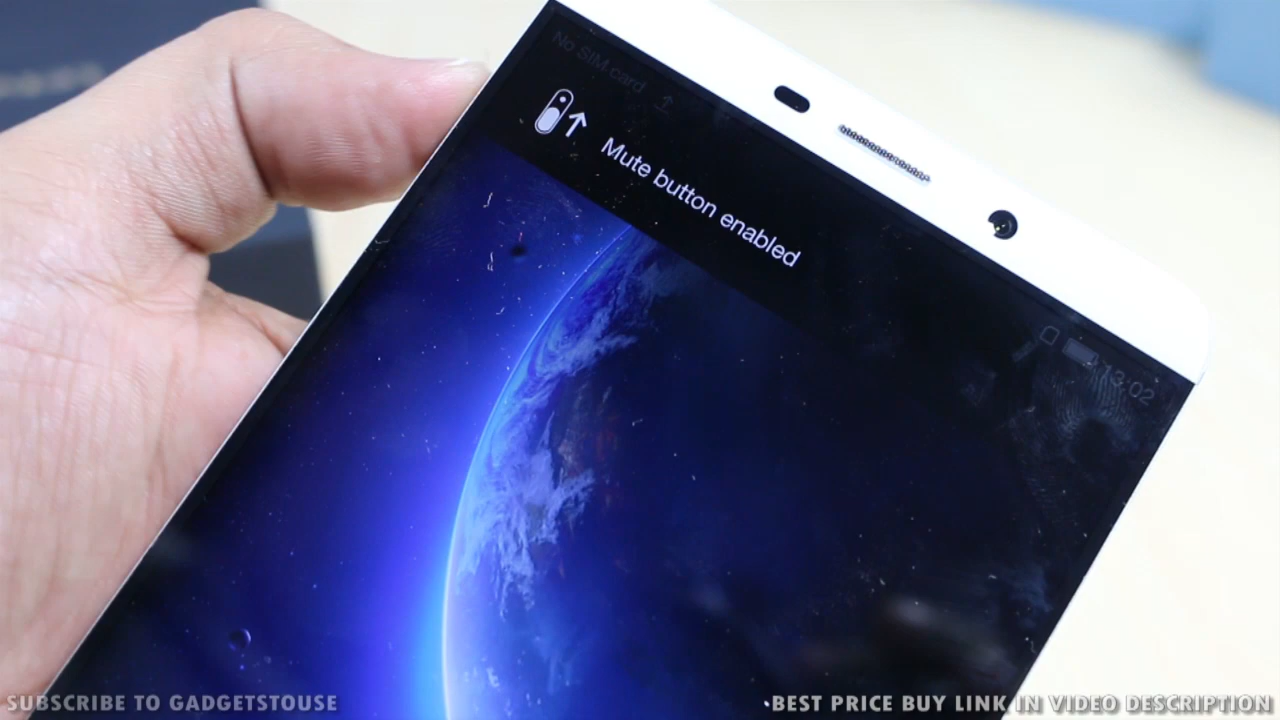 No SIM card
Mute button enabled
13:02
SUBSCRIBE TO GADGETSTOUSE
BEST PRICE BUY LINK IN VIDEO DESCRIPTION